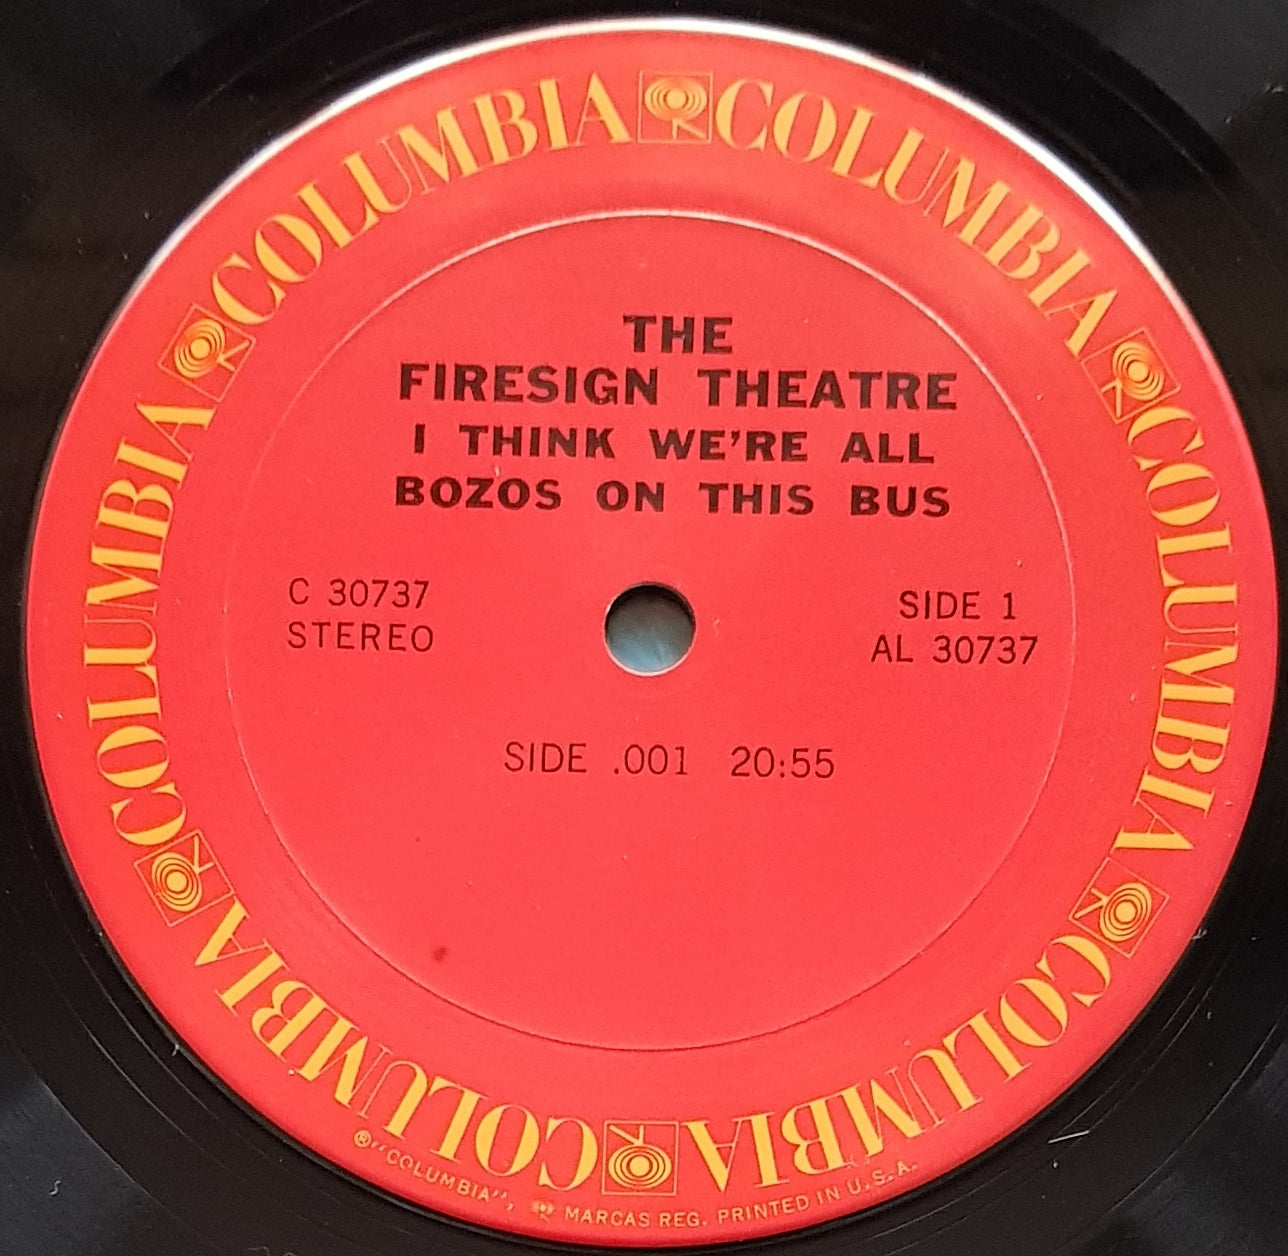 THE
FIRESIGN THEATRE
I THINK WE'RE ALL
BOZOS ON THIS BUS
C 30737
STEREO
SIDE 1
AL 30737
SIDE .001 20:55
COLUMBIA
COLUMBIA
COLUMBIA
COLUMBIA
COLUMBIA
COLUMBIA
® "COLUMBIA", MARCAS REG. PRINTED IN U.S.A.